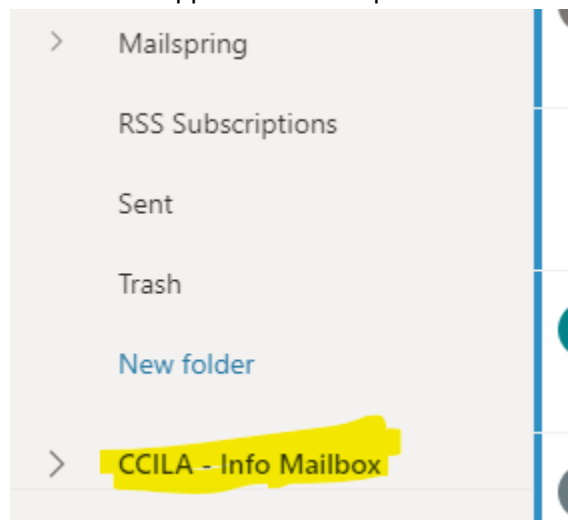 Mailspring
RSS Subscriptions
Sent
Trash
New folder
CCILA - Info Mailbox